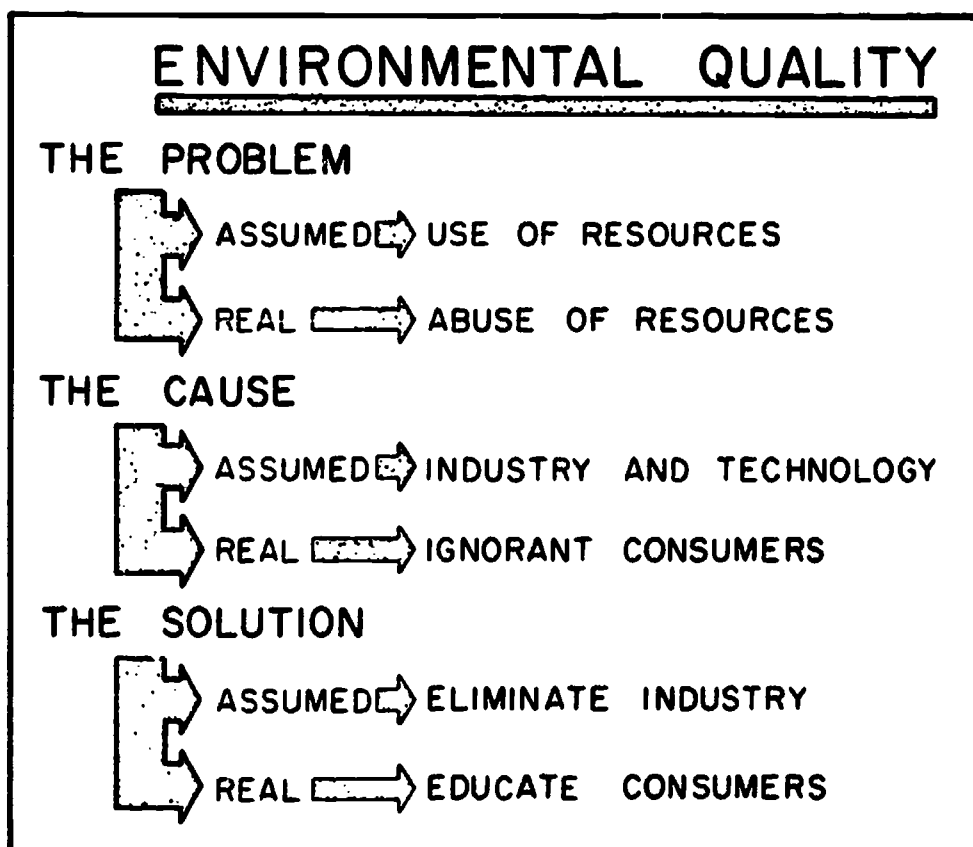 ENVIRONMENTAL QUALITY
THE PROBLEM
ASSUMED USE OF RESOURCES
REAL ABUSE OF RESOURCES
THE CAUSE
ASSUMED INDUSTRY AND TECHNOLOGY
REAL IGNORANT CONSUMERS
THE SOLUTION
ASSUMED ELIMINATE INDUSTRY
REAL EDUCATE CONSUMERS